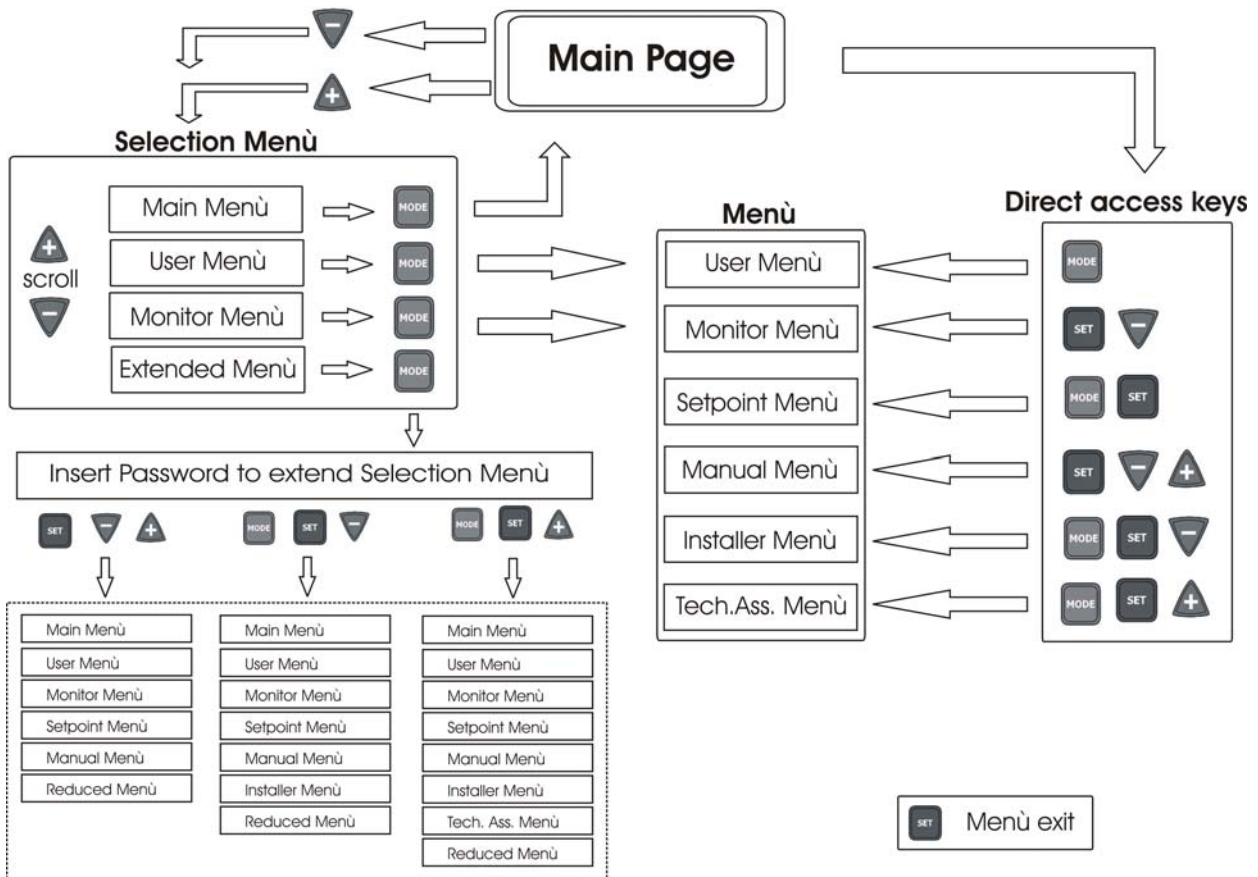 Main Page
Selection Menù
Main Menù
MODE
User Menù
MODE
scroll
Monitor Menù
MODE
Extended Menù
MODE
Insert Password to extend Selection Menù
SET
MODE SET
MODE SET
Main Menù
User Menù
Monitor Menù
Setpoint Menù
Manual Menù
Reduced Menù
Main Menù
User Menù
Monitor Menù
Setpoint Menù
Manual Menù
Installer Menù
Reduced Menù
Main Menù
User Menù
Monitor Menù
Setpoint Menù
Manual Menù
Installer Menù
Tech. Ass. Menù
Reduced Menù
Menù
User Menù
Monitor Menù
Setpoint Menù
Manual Menù
Installer Menù
Tech.Ass. Menù
Direct access keys
MODE
SET
MODE SET
SET
MODE SET
MODE SET
SET Menù exit